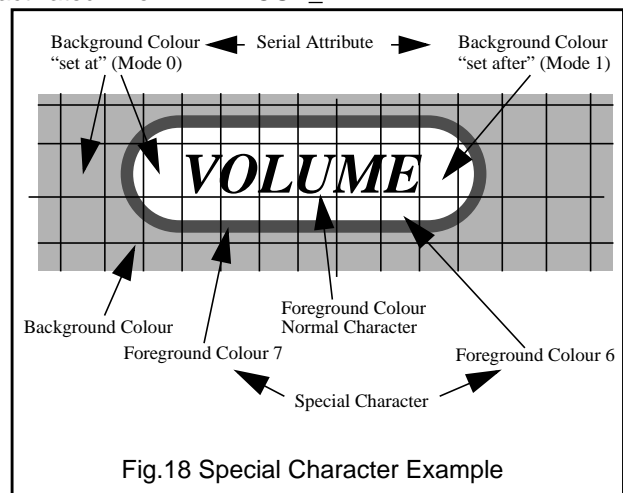 Background Colour
"set at" (Mode 0)
Serial Attribute
Background Colour
"set after" (Mode 1)
VOLUME
Background Colour
Foreground Colour 7
Foreground Colour
Normal Character
Foreground Colour 6
Special Character
Fig.18 Special Character Example